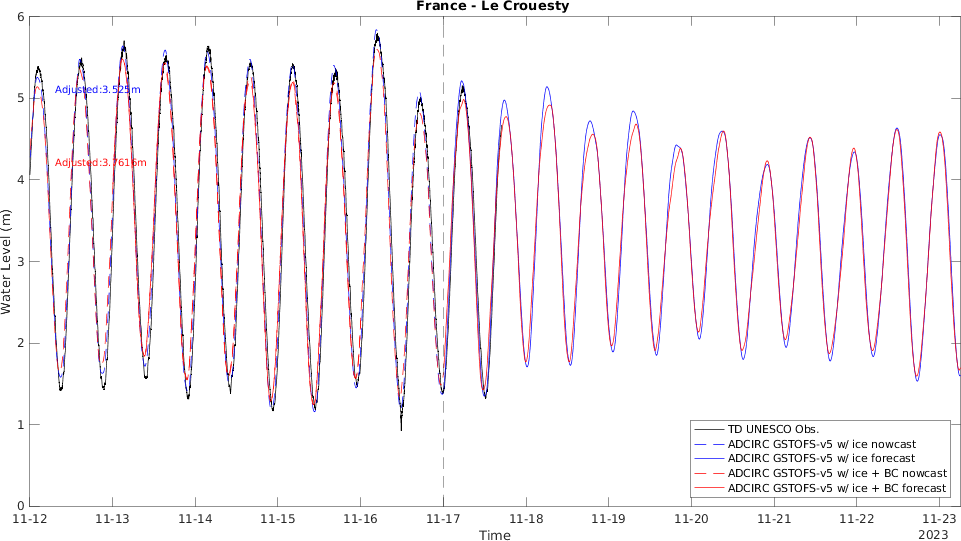 France - Le Crouesty
6
5
4
3
2
1
0
Water Level (m)
Adjusted:3.525m
Adjusted:3.7616m
TD UNESCO Obs.
ADCIRC GSTOFS-v5 w/ ice nowcast
ADCIRC GSTOFS-v5 w/ ice forecast
ADCIRC GSTOFS-v5 w/ ice + BC nowcast
ADCIRC GSTOFS-v5 w/ ice + BC forecast
11-12 11-13 11-14 11-15 11-16 11-17 11-18 11-19 11-20 11-21 11-22 11-23
Time
2023